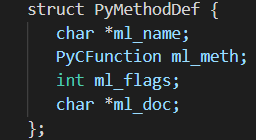 struct PyMethodDef {
    char *ml_name;
    PyCFunction ml_meth;
    int ml_flags;
    char *ml_doc;
};